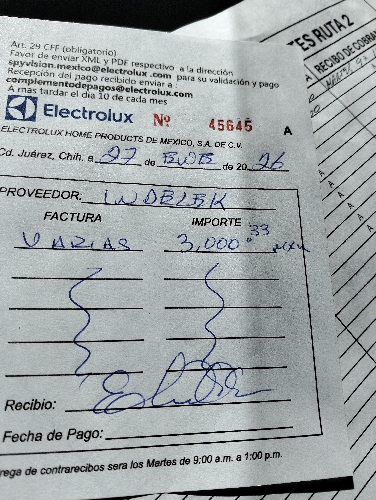 Art. 29 CFF (obligatorio)
Favor de enviar XML y PDF respectivo a la dirección
spyvision.mexico@electrolux.com para su validación y pago
Recepción del pago recibido enviar a :
complementodepagos@electrolux.com
A más tardar el día 10 de cada mes
Electrolux Nº 45645 A
ELECTROLUX HOME PRODUCTS DE MEXICO, S.A. DE C.V.
Cd. Juárez, Chih. a 27 de ENE de 20 26
PROVEEDOR: INDELEK
FACTURA IMPORTE
VARIAS 3,000.33 MXN
Recibio:
Fecha de Pago:
rega de contrarecibos sera los Martes de 9:00 a.m. a 1:00 p.m.
ES RUTA 2
RECIBO DE COBRA